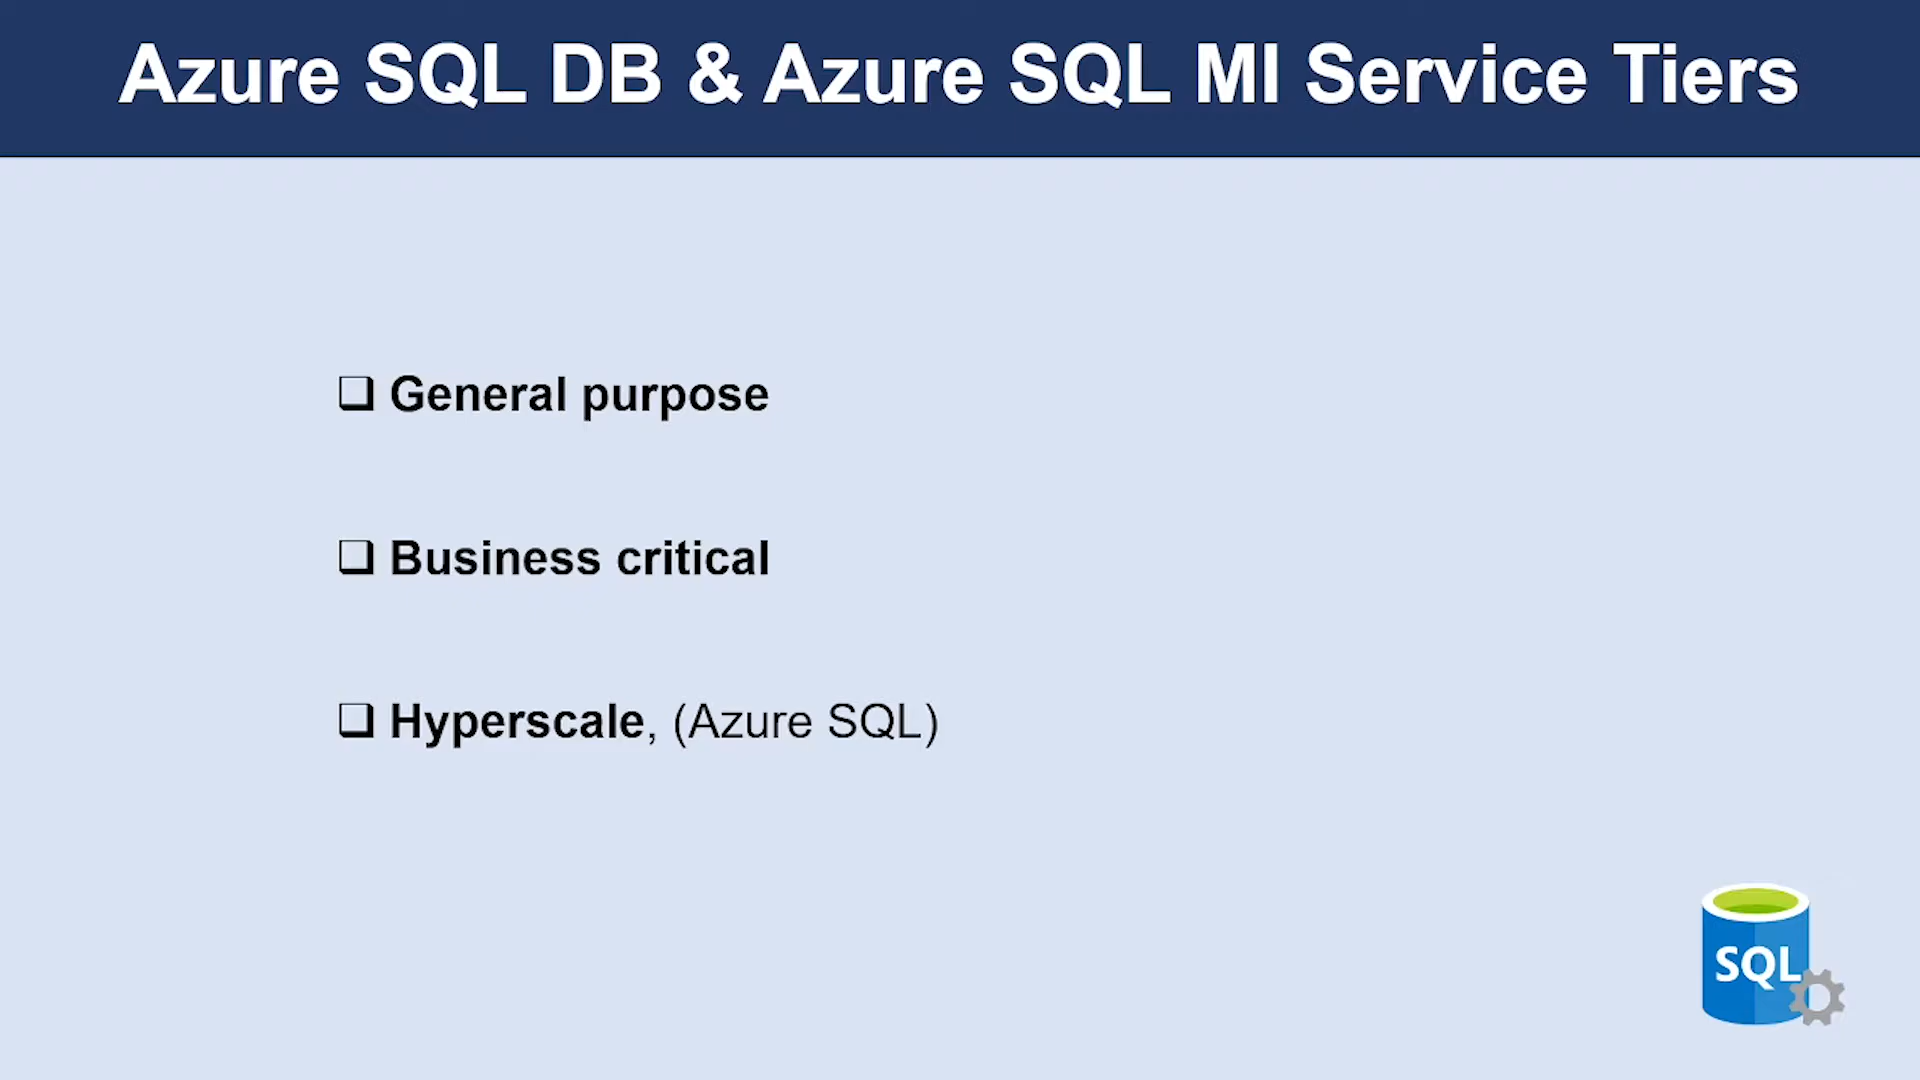 Azure SQL DB & Azure SQL MI Service Tiers
❑ General purpose
❑ Business critical
❑ Hyperscale, (Azure SQL)
SQL